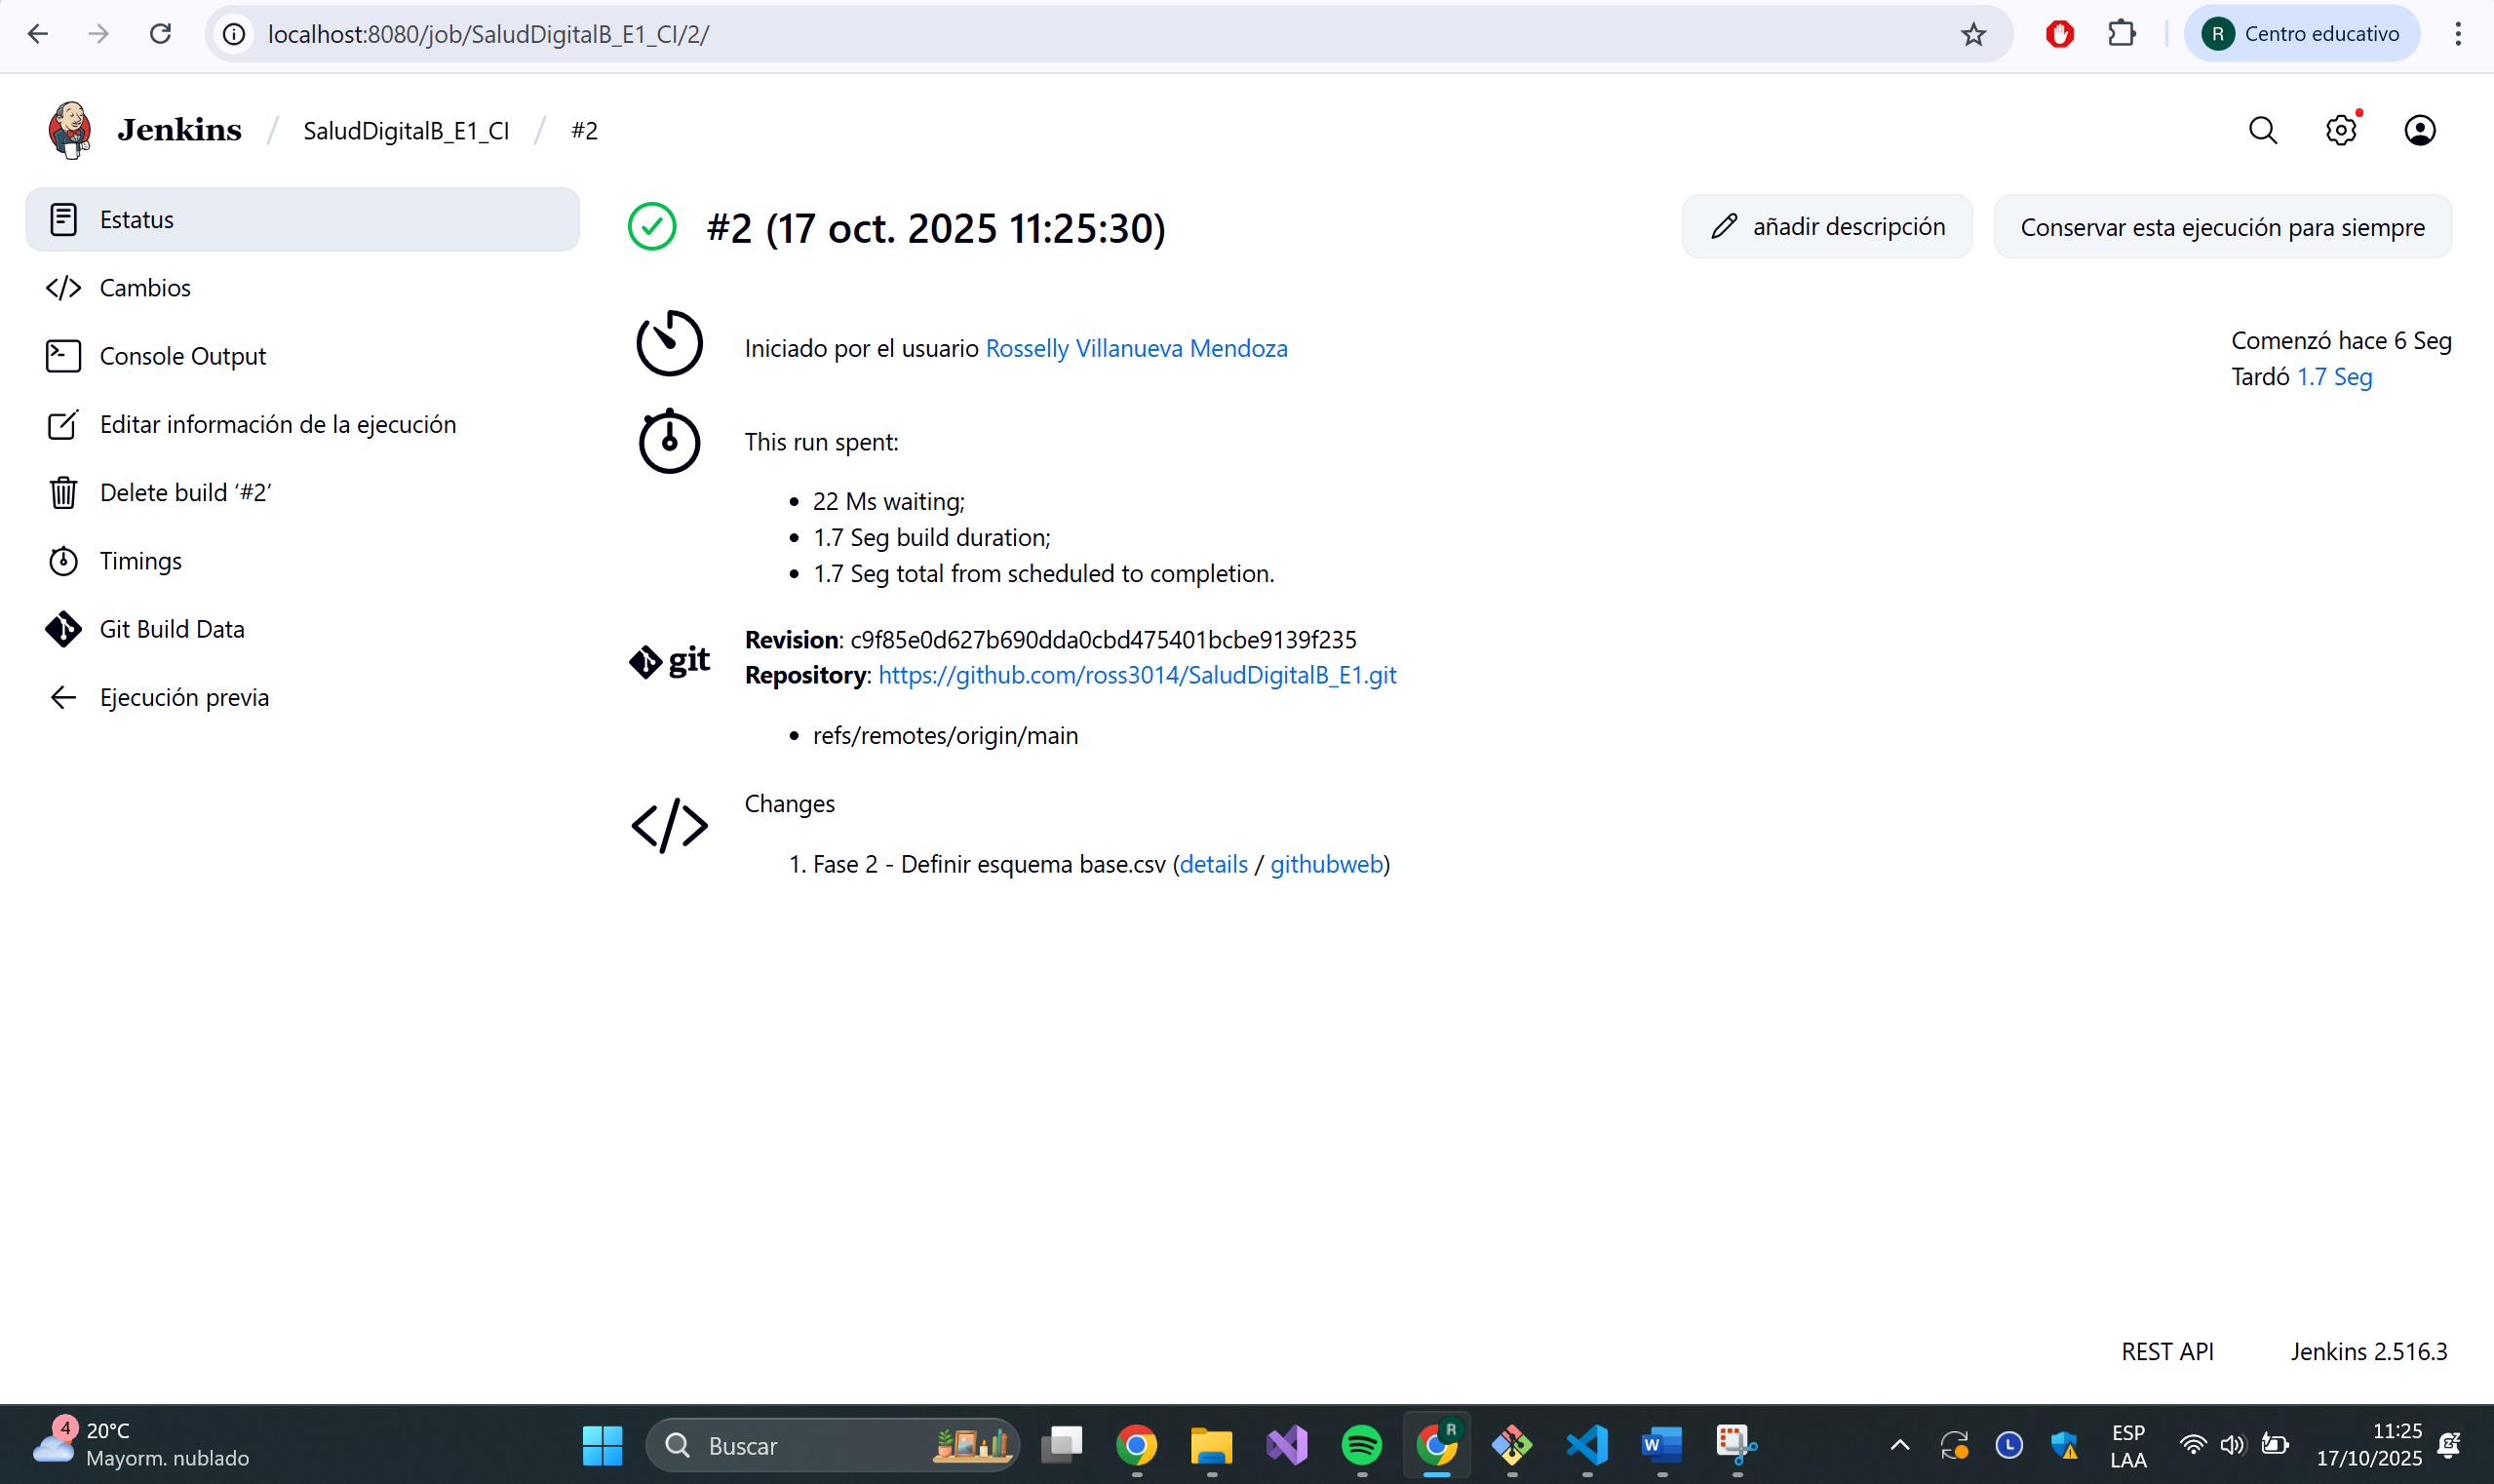 localhost:8080/job/SaludDigitalB_E1_CI/2/
R Centro educativo
Jenkins / SaludDigitalB_E1_CI / #2
Estatus
Cambios
Console Output
Editar información de la ejecución
Delete build ‘#2’
Timings
Git Build Data
Ejecución previa
#2 (17 oct. 2025 11:25:30)
añadir descripción
Conservar esta ejecución para siempre
Iniciado por el usuario Rosselly Villanueva Mendoza
Comenzó hace 6 Seg
Tardó 1.7 Seg
This run spent:
22 Ms waiting;
1.7 Seg build duration;
1.7 Seg total from scheduled to completion.
git
Revision: c9f85e0d627b690dda0cbd475401bcbe9139f235
Repository: https://github.com/ross3014/SaludDigitalB_E1.git
refs/remotes/origin/main
Changes
1. Fase 2 - Definir esquema base.csv (details / githubweb)
REST API
Jenkins 2.516.3
4
20°C
Mayorm. nublado
Buscar
R
W
L
ESP
LAA
11:25
17/10/2025